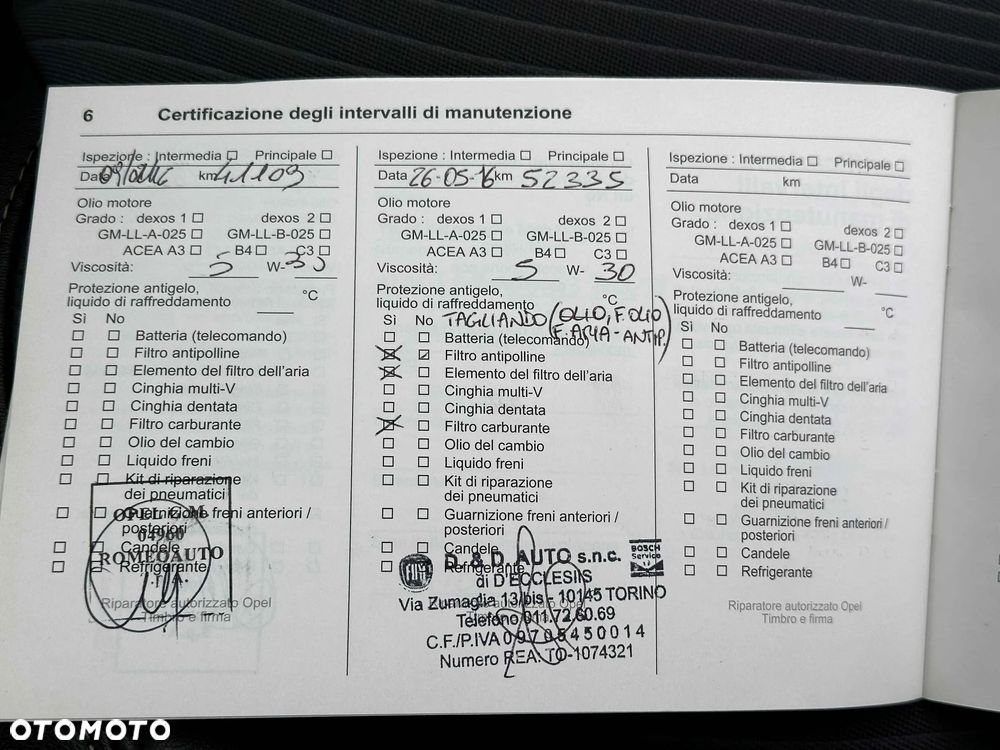 6 Certificazione degli intervalli di manutenzione
Ispezione : Intermedia ☐ Principale ☐
Data km 41109
Olio motore
Grado : dexos 1 ☐ dexos 2 ☐
GM-LL-A-025 ☐ GM-LL-B-025 ☐
ACEA A3 ☐ B4 ☐ C3 ☐
Viscosità: 5 W-
Protezione antigelo,
liquido di raffreddamento °C
Sì No
Batteria (telecomando)
Filtro antipolline
Elemento del filtro dell'aria
Cinghia multi-V
Cinghia dentata
Filtro carburante
Olio del cambio
Liquido freni
Kit di riparazione
dei pneumatici
Guarnizione freni anteriori /
posteriori
Candele
Refrigerante
OPEL G.M.
04960
ROMEOAUTO
Riparatore autorizzato Opel
Timbro e firma
Ispezione : Intermedia ☐ Principale ☐
Data 26-05-16 km 52335
Olio motore
Grado : dexos 1 ☐ dexos 2 ☐
GM-LL-A-025 ☐ GM-LL-B-025 ☐
ACEA A3 ☐ B4 ☐ C3 ☐
Viscosità: 5 W- 30
Protezione antigelo,
liquido di raffreddamento °C
Sì No TAGLIANDO (OLIO, F. OLIO
F. ARIA - ANTIP.)
Batteria (telecomando)
Filtro antipolline
Elemento del filtro dell'aria
Cinghia multi-V
Cinghia dentata
Filtro carburante
Olio del cambio
Liquido freni
Kit di riparazione
dei pneumatici
Guarnizione freni anteriori /
posteriori
Candele
Refrigerante
FIAT D. & D. AUTO s.n.c. BOSCH Service
di D'ECCLESIIS
Via Zumaglia 13/bis - 10145 TORINO
Riparatore autorizzato Opel
Telefono 011.72.60.69
C.F./P.IVA 09708450014
Numero REA: TO-1074321
Ispezione : Intermedia ☐ Principale ☐
Data km
Olio motore
Grado : dexos 1 ☐ dexos 2 ☐
GM-LL-A-025 ☐ GM-LL-B-025 ☐
ACEA A3 ☐ B4 ☐ C3 ☐
Viscosità: W-
Protezione antigelo,
liquido di raffreddamento °C
Sì No
Batteria (telecomando)
Filtro antipolline
Elemento del filtro dell'aria
Cinghia multi-V
Cinghia dentata
Filtro carburante
Olio del cambio
Liquido freni
Kit di riparazione
dei pneumatici
Guarnizione freni anteriori /
posteriori
Candele
Refrigerante
Riparatore autorizzato Opel
Timbro e firma
OTOMOTO